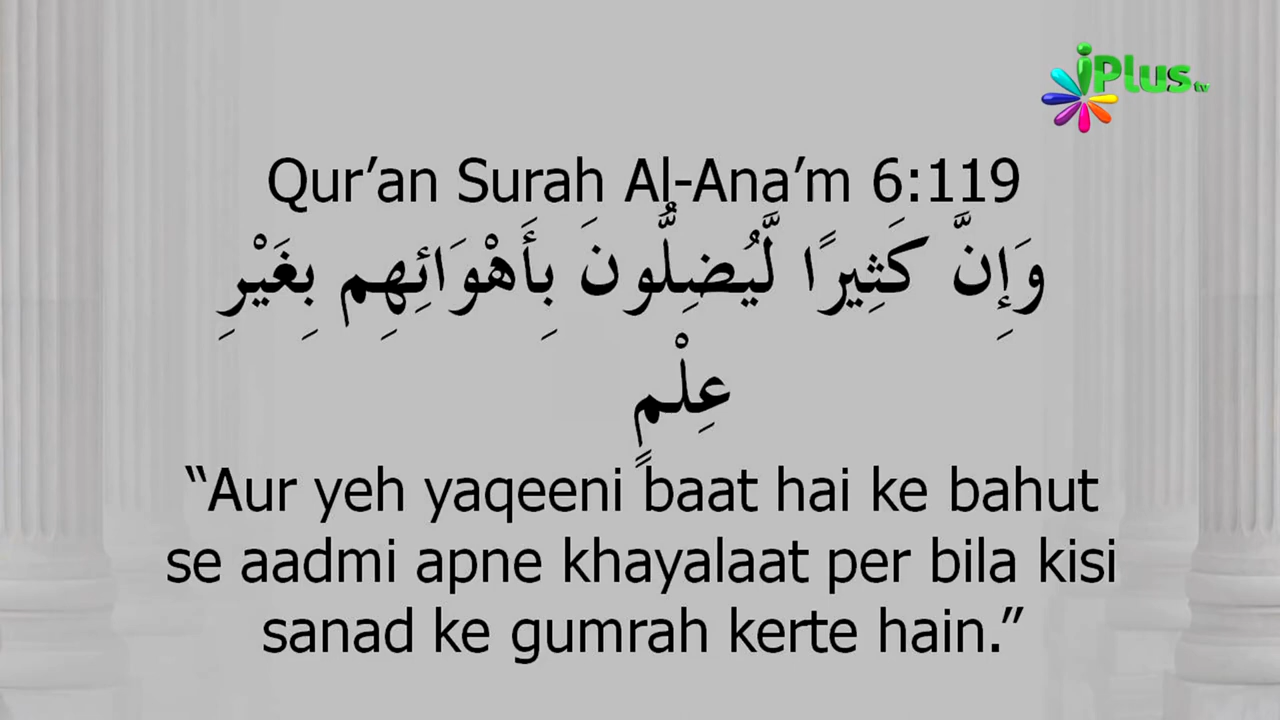 iPlus tv
Qur’an Surah Al-Ana’m 6:119
وَإِنَّ كَثِيرًا لَّيُضِلُّونَ بِأَهْوَائِهِم بِغَيْرِ
عِلْمٍ
“Aur yeh yaqeeni baat hai ke bahut
se aadmi apne khayalaat per bila kisi
sanad ke gumrah kerte hain.”